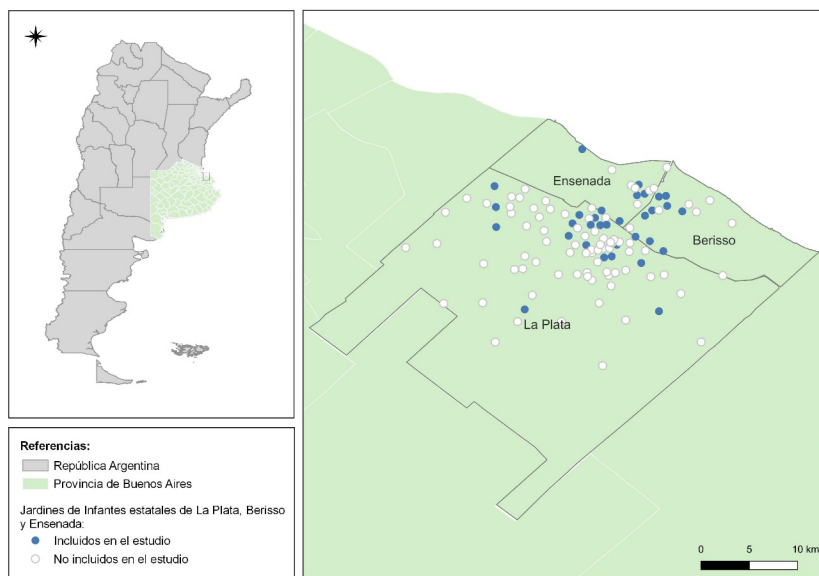 Ensenada
Berisso
La Plata
Referencias:
República Argentina
Provincia de Buenos Aires
Jardines de Infantes estatales de La Plata, Berisso
y Ensenada:
Incluidos en el estudio
No incluidos en el estudio
0 5 10 km